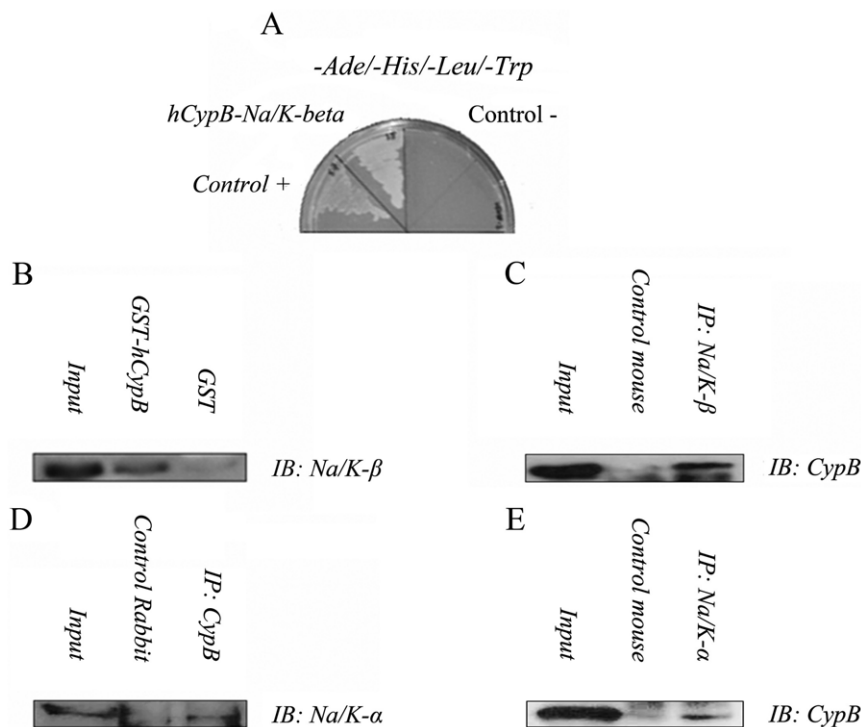 A
-Ade/-His/-Leu/-Trp
hCypB-Na/K-beta
Control -
Control +
B
Input
GST-hCypB
GST
IB: Na/K-β
C
Input
Control mouse
IP: Na/K-β
IB: CypB
D
Input
Control Rabbit
IP: CypB
IB: Na/K-α
E
Input
Control mouse
IP: Na/K-α
IB: CypB